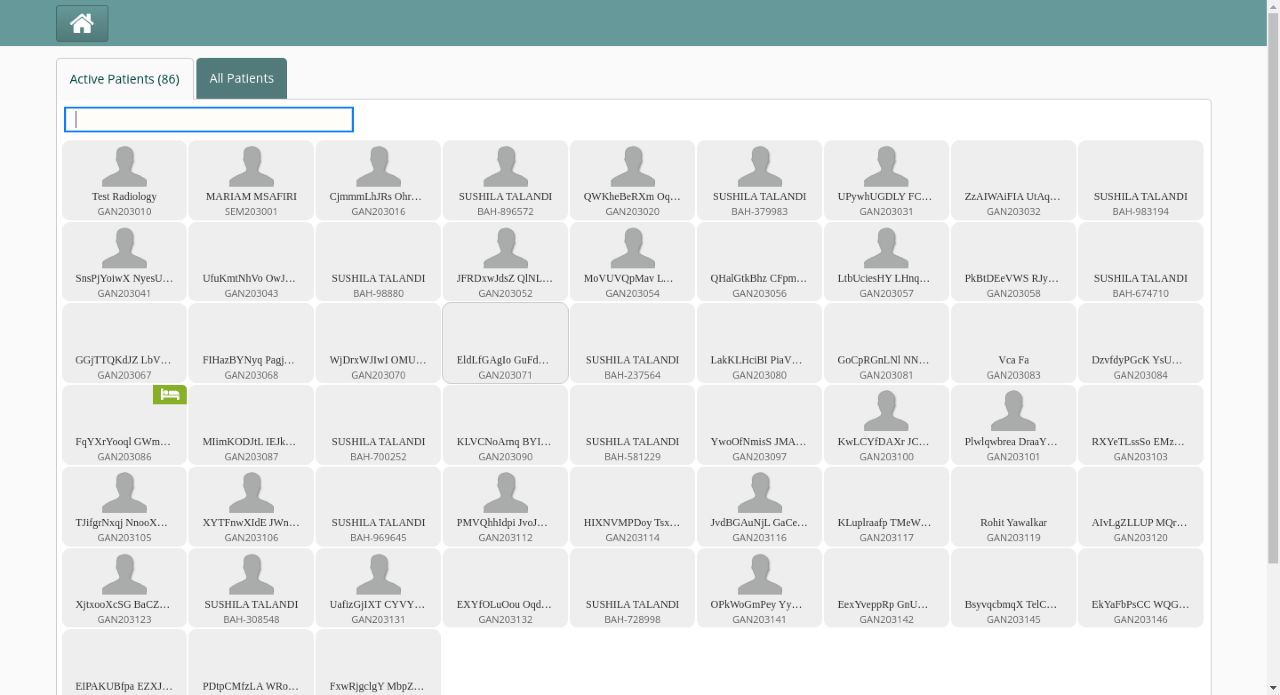 Active Patients (86)
All Patients
Test Radiology
GAN203010
MARIAM MSAFIRI
SEM203001
CjmmmLhJRs Ohr…
GAN203016
SUSHILA TALANDI
BAH-896572
QWKheBeRXm Oq…
GAN203020
SUSHILA TALANDI
BAH-379983
UPywhUGDLY FC…
GAN203031
ZzAIWAiFIA UtAq…
GAN203032
SUSHILA TALANDI
BAH-983194
SnsPjYoiwX NyesU…
GAN203041
UfuKmtNhVo OwJ…
GAN203043
SUSHILA TALANDI
BAH-98880
JFRDxwJdsZ QlNL…
GAN203052
MoVUVQpMav L…
GAN203054
QHalGtkBhz CFpm…
GAN203056
LtbUciesHY LHnq…
GAN203057
PkBtDEeVWS RJy…
GAN203058
SUSHILA TALANDI
BAH-674710
GGjTTQKdJZ LbV…
GAN203067
FIHazBYNyq Pagj…
GAN203068
WjDrxWJIwI OMU…
GAN203070
EldLfGAgIo GuFd…
GAN203071
SUSHILA TALANDI
BAH-237564
LakKLHciBI PiaV…
GAN203080
GoCpRGnLNl NN…
GAN203081
Vca Fa
GAN203083
DzvfdyPGcK YsU…
GAN203084
FqYXrYooql GWm…
GAN203086
MIimKODJtL IEJk…
GAN203087
SUSHILA TALANDI
BAH-700252
KLVCNoAmq BYI…
GAN203090
SUSHILA TALANDI
BAH-581229
YwoOfNmisS JMA…
GAN203097
KwLCYfDAXr JC…
GAN203100
Plwlqwbrea DraaY…
GAN203101
RXYeTLssSo EMz…
GAN203103
TJifgrNxqj NnooX…
GAN203105
XYTFnwXIdE JWn…
GAN203106
SUSHILA TALANDI
BAH-969645
PMVQhhIdpi JvoJ…
GAN203112
HIXNVMPDoy Tsx…
GAN203114
JvdBGAuNjL GaCe…
GAN203116
KLuplraafp TMeW…
GAN203117
Rohit Yawalkar
GAN203119
AIvLgZLLUP MQr…
GAN203120
XjtxooXcSG BaCZ…
GAN203123
SUSHILA TALANDI
BAH-308548
UafizGjIXT CYVY…
GAN203131
EXYfOLuOou Oqd…
GAN203132
SUSHILA TALANDI
BAH-728998
OPkWoGmPey Yy…
GAN203141
EexYveppRp GnU…
GAN203142
BsyvqcbmqX TelC…
GAN203145
EkYaFbPsCC WQG…
GAN203146
EIPAKUBfpa EZXJ…
PDtpCMfzLA WRo…
FxwRjgclgY MbpZ…